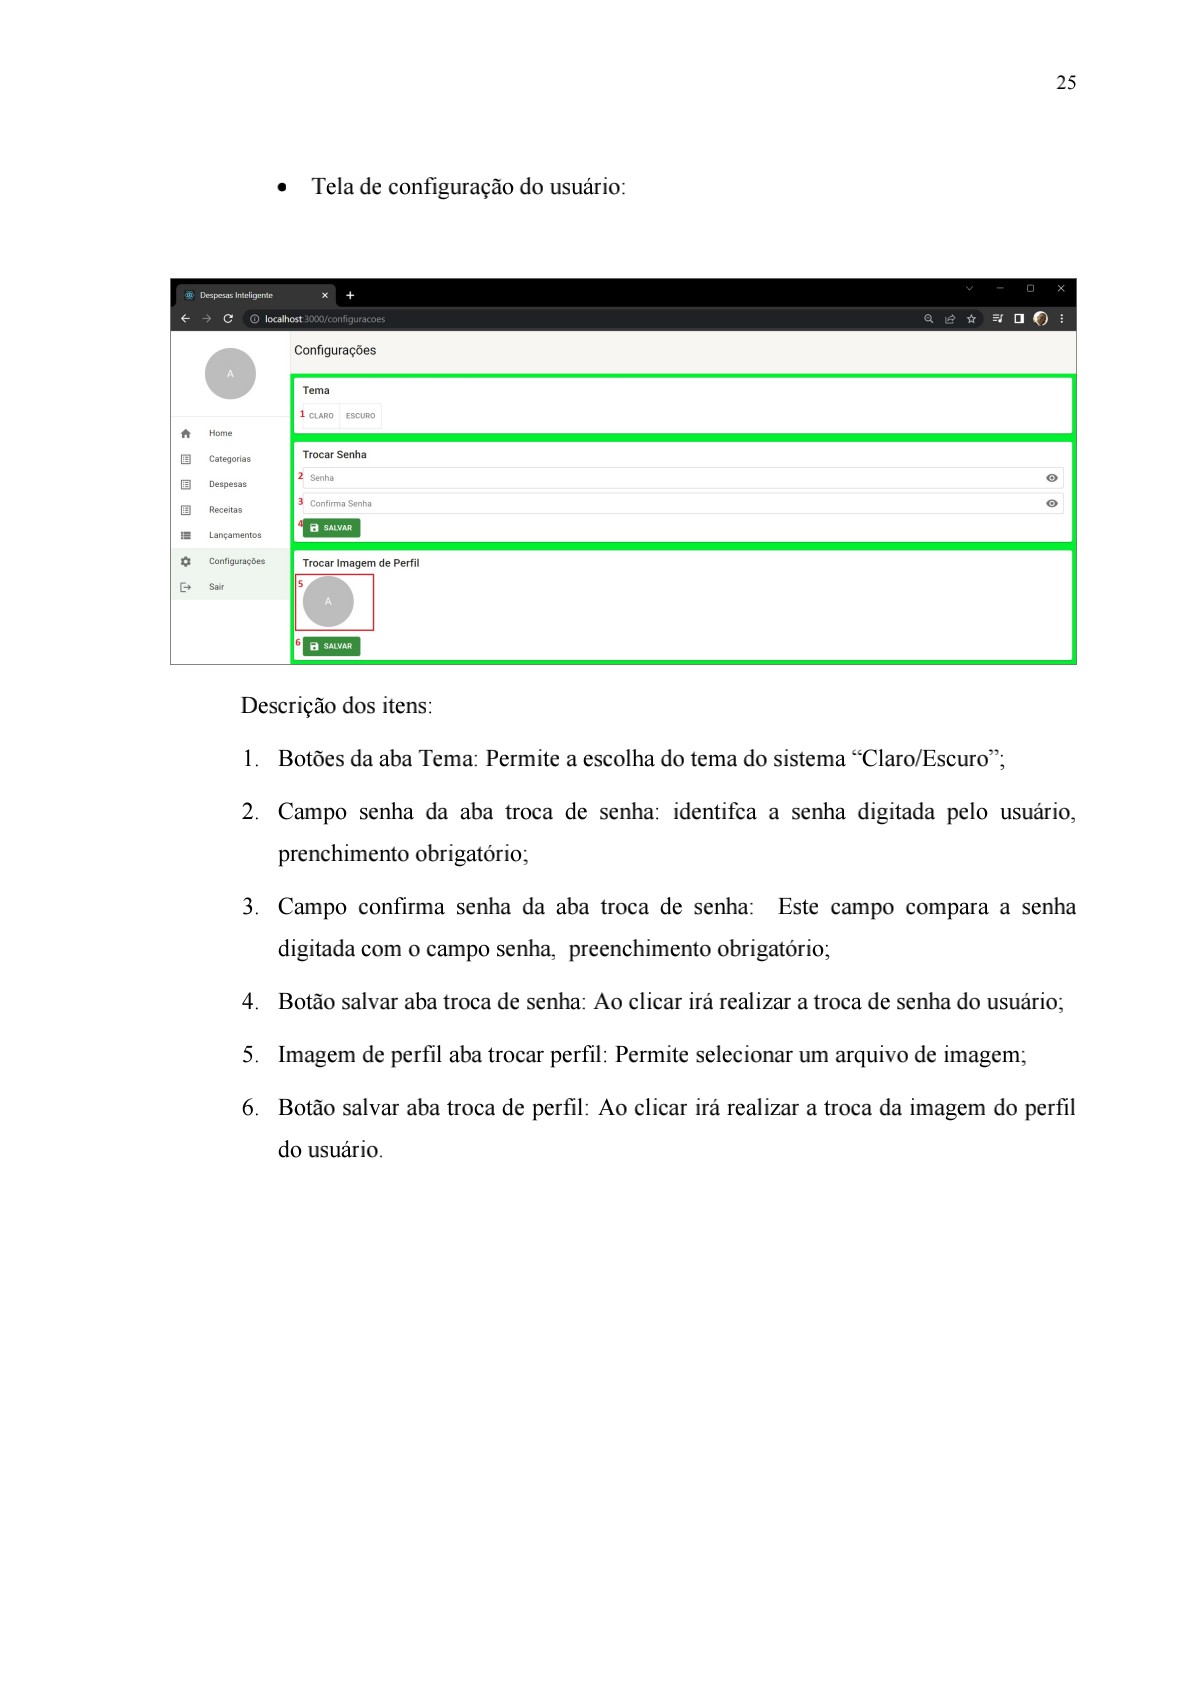 25
• Tela de configuração do usuário:
Despesas Inteligente
localhost:3000/configuracoes
A
Configurações
Home
Categorias
Despesas
Receitas
Lançamentos
Configurações
Sair
Tema
1 CLARO ESCURO
Trocar Senha
2 Senha
3 Confirma Senha
4 SALVAR
Trocar Imagem de Perfil
5 A
6 SALVAR
Descrição dos itens:
1. Botões da aba Tema: Permite a escolha do tema do sistema “Claro/Escuro”;
2. Campo senha da aba troca de senha: identifca a senha digitada pelo usuário,
prenchimento obrigatório;
3. Campo confirma senha da aba troca de senha: Este campo compara a senha
digitada com o campo senha, preenchimento obrigatório;
4. Botão salvar aba troca de senha: Ao clicar irá realizar a troca de senha do usuário;
5. Imagem de perfil aba trocar perfil: Permite selecionar um arquivo de imagem;
6. Botão salvar aba troca de perfil: Ao clicar irá realizar a troca da imagem do perfil
do usuário.